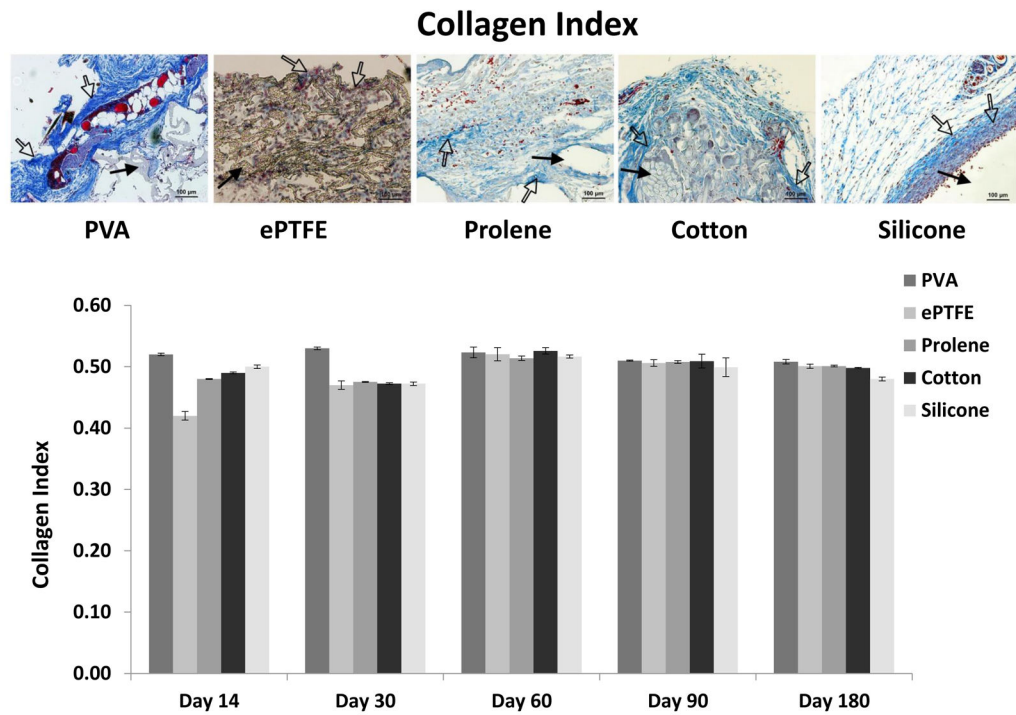 Collagen Index
100 µm
100 µm
100 µm
100 µm
PVA ePTFE Prolene Cotton Silicone
PVA
ePTFE
Prolene
Cotton
Silicone
0.60
0.50
0.40
0.30
0.20
0.10
0.00
Collagen Index
Day 14 Day 30 Day 60 Day 90 Day 180